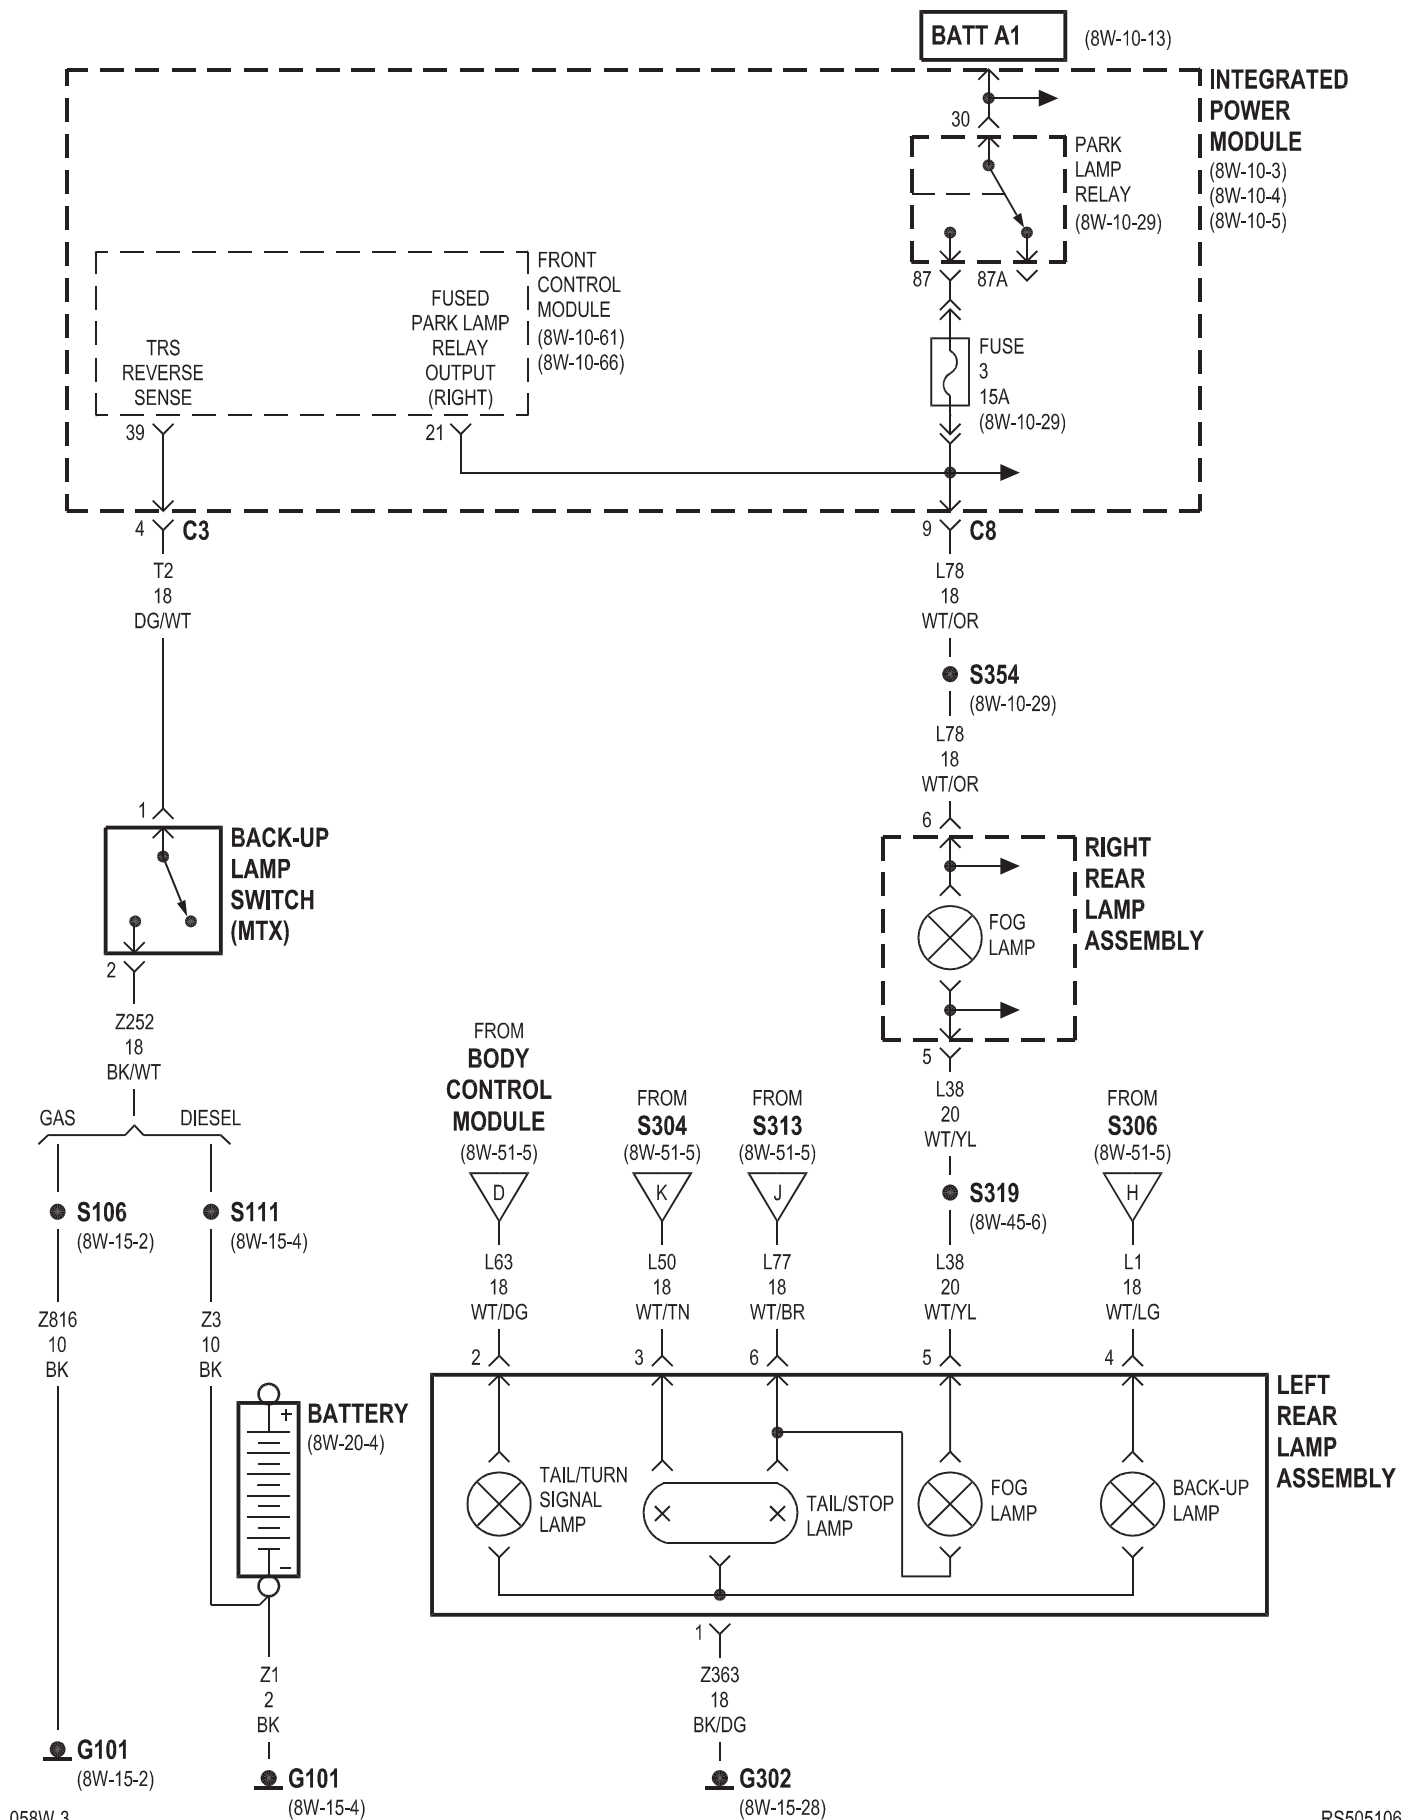 BATT A1
(8W-10-13)
INTEGRATED
POWER
MODULE
(8W-10-3)
(8W-10-4)
(8W-10-5)
30
PARK
LAMP
RELAY
(8W-10-29)
87
87A
FRONT
CONTROL
MODULE
(8W-10-61)
(8W-10-66)
FUSED
PARK LAMP
RELAY
OUTPUT
(RIGHT)
TRS
REVERSE
SENSE
FUSE
3
15A
(8W-10-29)
39
21
4
C3
9
C8
T2
18
DG/WT
L78
18
WT/OR
S354
(8W-10-29)
L78
18
WT/OR
1
BACK-UP
LAMP
SWITCH
(MTX)
2
6
RIGHT
REAR
LAMP
ASSEMBLY
FOG
LAMP
5
Z252
18
BK/WT
GAS
DIESEL
S106
(8W-15-2)
S111
(8W-15-4)
Z816
10
BK
Z3
10
BK
FROM
BODY
CONTROL
MODULE
(8W-51-5)
D
FROM
S304
(8W-51-5)
K
FROM
S313
(8W-51-5)
J
L38
20
WT/YL
S319
(8W-45-6)
FROM
S306
(8W-51-5)
H
L63
18
WT/DG
L50
18
WT/TN
L77
18
WT/BR
L38
20
WT/YL
L1
18
WT/LG
2
3
6
5
4
LEFT
REAR
LAMP
ASSEMBLY
BATTERY
(8W-20-4)
+
−
TAIL/TURN
SIGNAL
LAMP
TAIL/STOP
LAMP
FOG
LAMP
BACK-UP
LAMP
1
Z1
2
BK
Z363
18
BK/DG
G101
(8W-15-2)
G101
(8W-15-4)
G302
(8W-15-28)
058W-3
RS505106